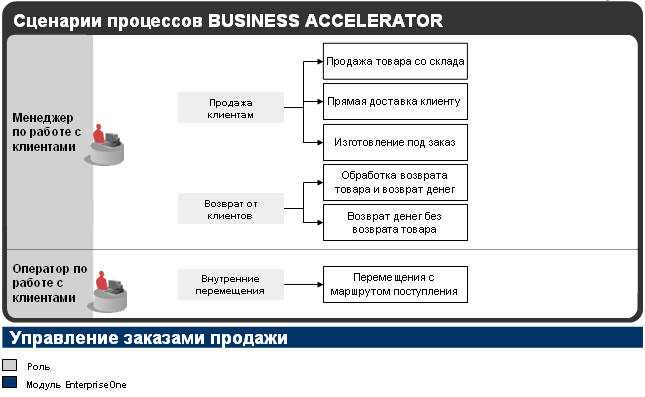 Сценарии процессов BUSINESS ACCELERATOR
Менеджер
по работе с
клиентами
Продажа
клиентам
Продажа товара со склада
Прямая доставка клиенту
Изготовление под заказ
Возврат от
клиентов
Обработка возврата
товара и возврат денег
Возврат денег без
возврата товара
Оператор по
работе с
клиентами
Внутренние
перемещения
Перемещения с
маршрутом поступления
Управление заказами продажи
Роль
Модуль EnterpriseOne